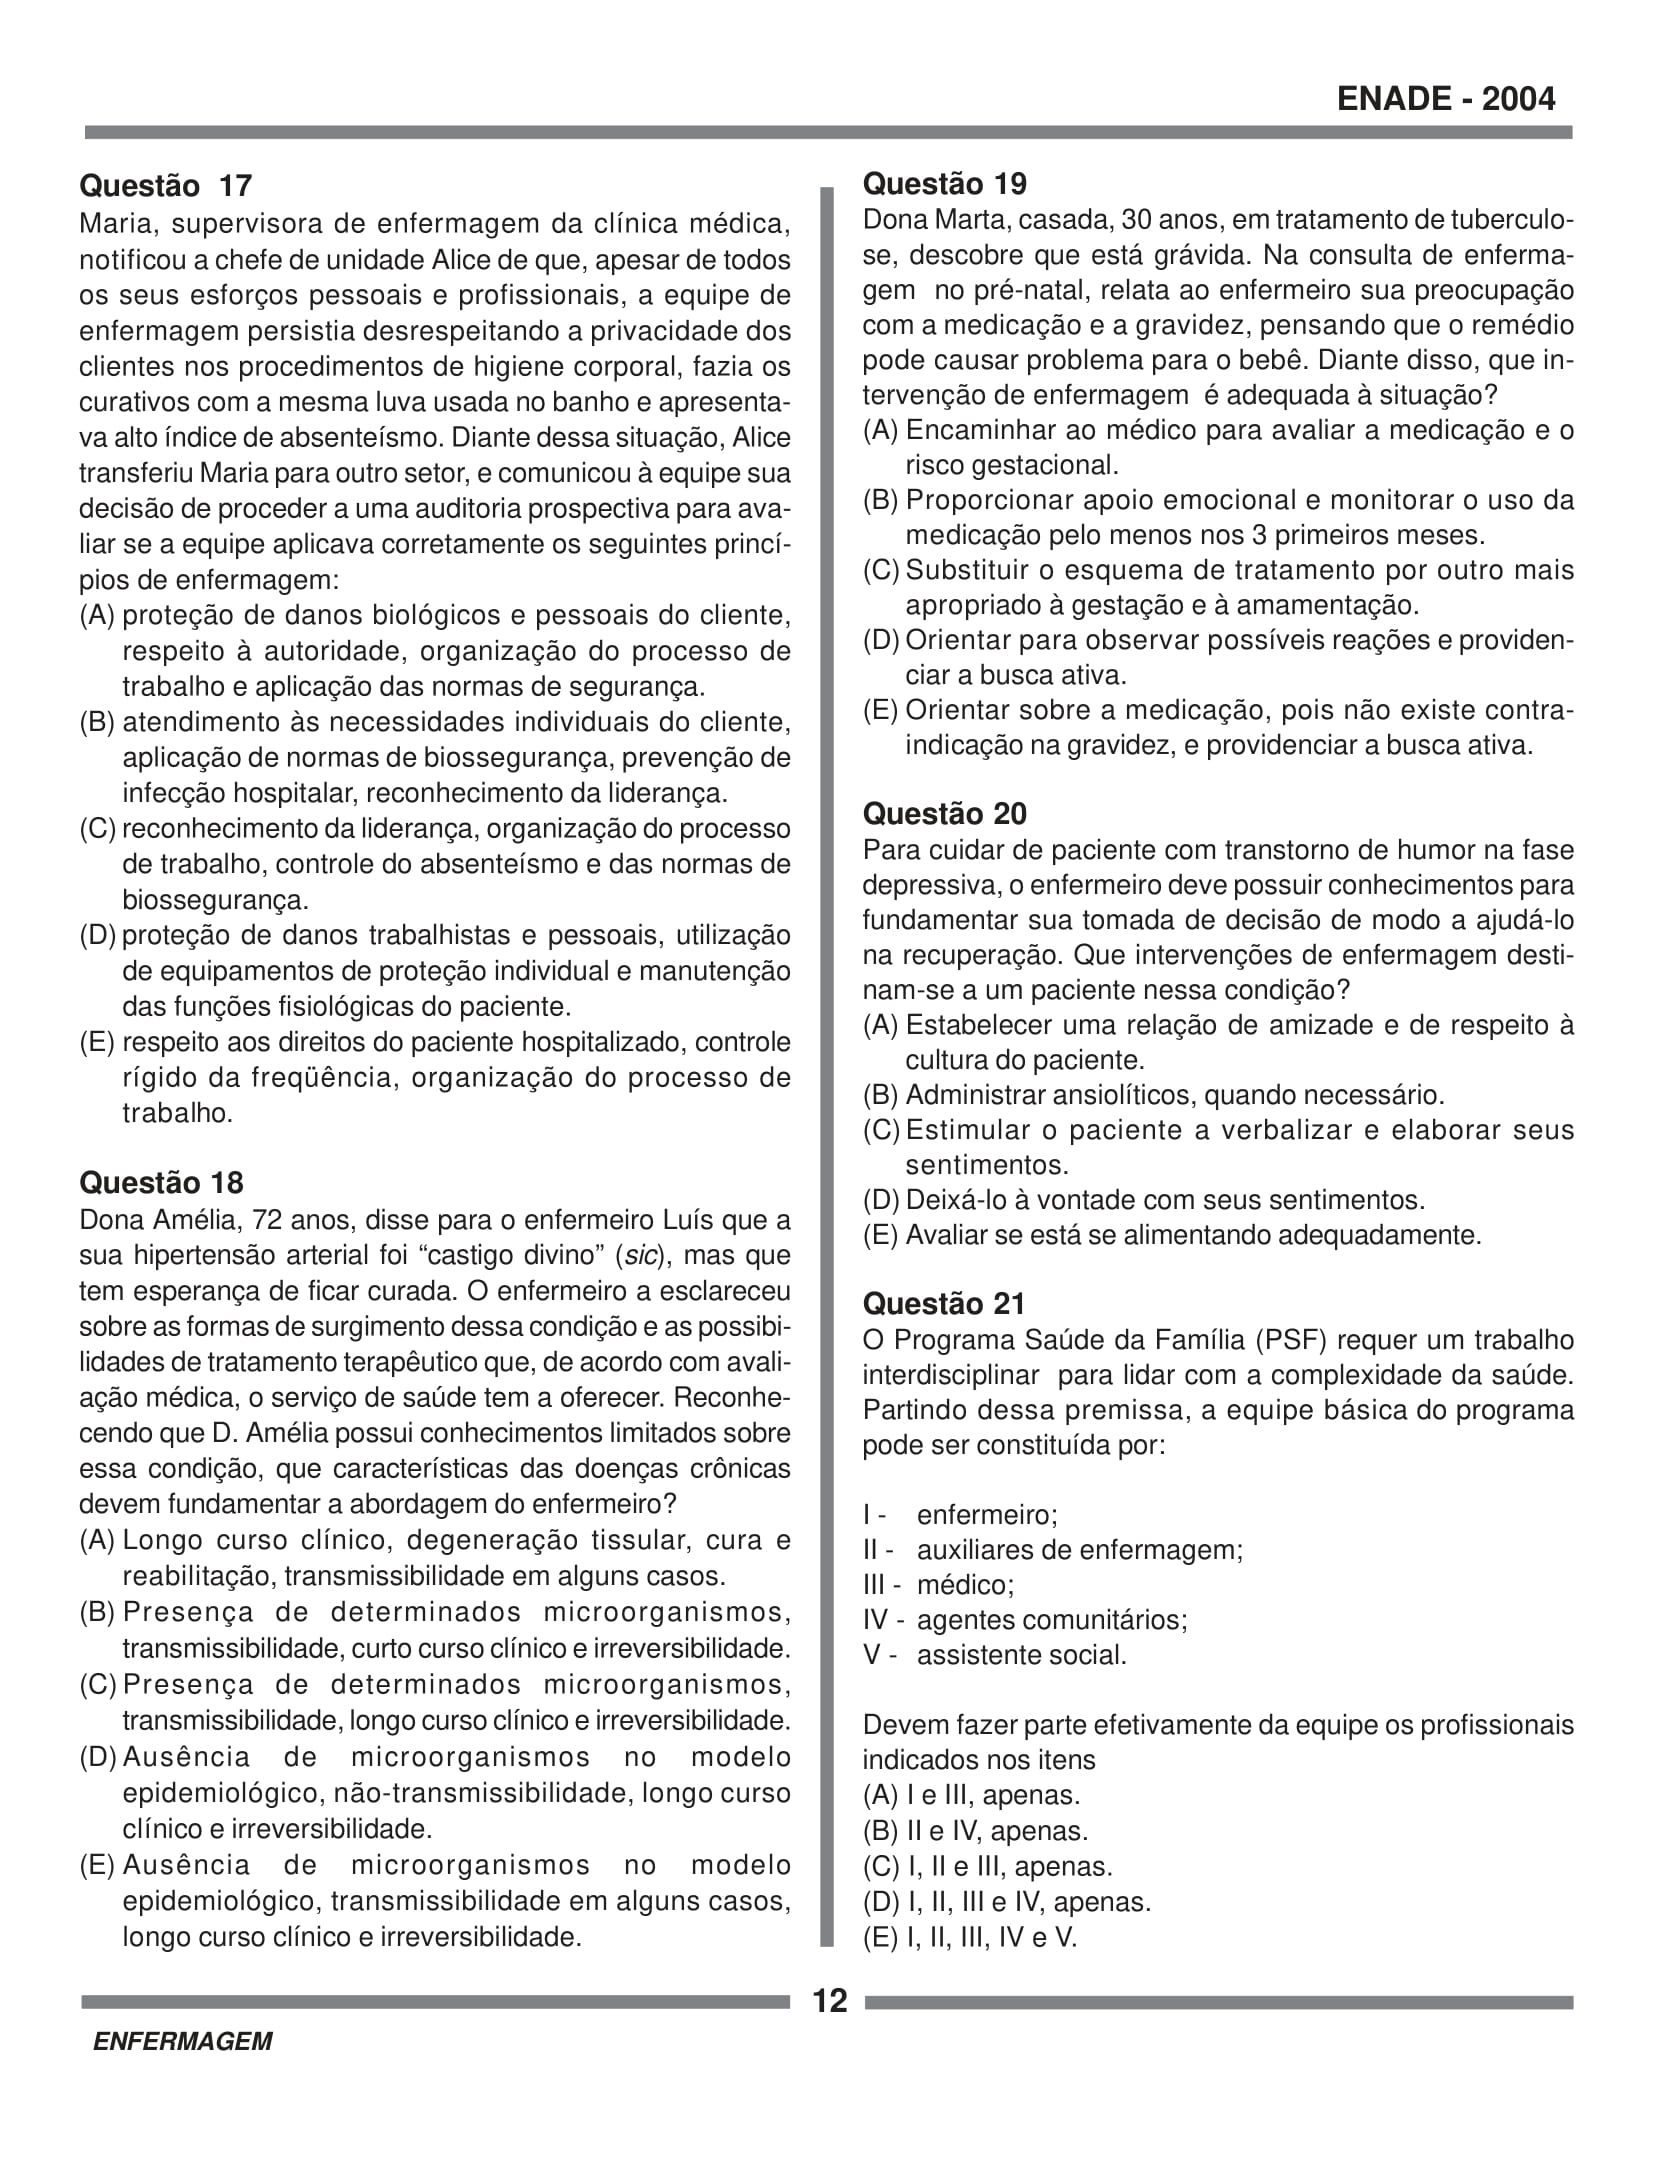 ENADE - 2004
Questão 17
Maria, supervisora de enfermagem da clínica médica,
notificou a chefe de unidade Alice de que, apesar de todos
os seus esforços pessoais e profissionais, a equipe de
enfermagem persistia desrespeitando a privacidade dos
clientes nos procedimentos de higiene corporal, fazia os
curativos com a mesma luva usada no banho e apresenta-
va alto índice de absenteísmo. Diante dessa situação, Alice
transferiu Maria para outro setor, e comunicou à equipe sua
decisão de proceder a uma auditoria prospectiva para ava-
liar se a equipe aplicava corretamente os seguintes princí-
pios de enfermagem:
(A) proteção de danos biológicos e pessoais do cliente,
respeito à autoridade, organização do processo de
trabalho e aplicação das normas de segurança.
(B) atendimento às necessidades individuais do cliente,
aplicação de normas de biossegurança, prevenção de
infecção hospitalar, reconhecimento da liderança.
(C) reconhecimento da liderança, organização do processo
de trabalho, controle do absenteísmo e das normas de
biossegurança.
(D) proteção de danos trabalhistas e pessoais, utilização
de equipamentos de proteção individual e manutenção
das funções fisiológicas do paciente.
(E) respeito aos direitos do paciente hospitalizado, controle
rígido da freqüência, organização do processo de
trabalho.
Questão 18
Dona Amélia, 72 anos, disse para o enfermeiro Luís que a
sua hipertensão arterial foi “castigo divino” (sic), mas que
tem esperança de ficar curada. O enfermeiro a esclareceu
sobre as formas de surgimento dessa condição e as possibi-
lidades de tratamento terapêutico que, de acordo com avali-
ação médica, o serviço de saúde tem a oferecer. Reconhe-
cendo que D. Amélia possui conhecimentos limitados sobre
essa condição, que características das doenças crônicas
devem fundamentar a abordagem do enfermeiro?
(A) Longo curso clínico, degeneração tissular, cura e
reabilitação, transmissibilidade em alguns casos.
(B) Presença de determinados microorganismos,
transmissibilidade, curto curso clínico e irreversibilidade.
(C) Presença de determinados microorganismos,
transmissibilidade, longo curso clínico e irreversibilidade.
(D) Ausência de microorganismos no modelo
epidemiológico, não-transmissibilidade, longo curso
clínico e irreversibilidade.
(E) Ausência de microorganismos no modelo
epidemiológico, transmissibilidade em alguns casos,
longo curso clínico e irreversibilidade.
Questão 19
Dona Marta, casada, 30 anos, em tratamento de tuberculo-
se, descobre que está grávida. Na consulta de enferma-
gem no pré-natal, relata ao enfermeiro sua preocupação
com a medicação e a gravidez, pensando que o remédio
pode causar problema para o bebê. Diante disso, que in-
tervenção de enfermagem é adequada à situação?
(A) Encaminhar ao médico para avaliar a medicação e o
risco gestacional.
(B) Proporcionar apoio emocional e monitorar o uso da
medicação pelo menos nos 3 primeiros meses.
(C) Substituir o esquema de tratamento por outro mais
apropriado à gestação e à amamentação.
(D) Orientar para observar possíveis reações e providen-
ciar a busca ativa.
(E) Orientar sobre a medicação, pois não existe contra-
indicação na gravidez, e providenciar a busca ativa.
Questão 20
Para cuidar de paciente com transtorno de humor na fase
depressiva, o enfermeiro deve possuir conhecimentos para
fundamentar sua tomada de decisão de modo a ajudá-lo
na recuperação. Que intervenções de enfermagem desti-
nam-se a um paciente nessa condição?
(A) Estabelecer uma relação de amizade e de respeito à
cultura do paciente.
(B) Administrar ansiolíticos, quando necessário.
(C) Estimular o paciente a verbalizar e elaborar seus
sentimentos.
(D) Deixá-lo à vontade com seus sentimentos.
(E) Avaliar se está se alimentando adequadamente.
Questão 21
O Programa Saúde da Família (PSF) requer um trabalho
interdisciplinar para lidar com a complexidade da saúde.
Partindo dessa premissa, a equipe básica do programa
pode ser constituída por:
I - enfermeiro;
II - auxiliares de enfermagem;
III - médico;
IV - agentes comunitários;
V - assistente social.
Devem fazer parte efetivamente da equipe os profissionais
indicados nos itens
(A) I e III, apenas.
(B) II e IV, apenas.
(C) I, II e III, apenas.
(D) I, II, III e IV, apenas.
(E) I, II, III, IV e V.
12
ENFERMAGEM